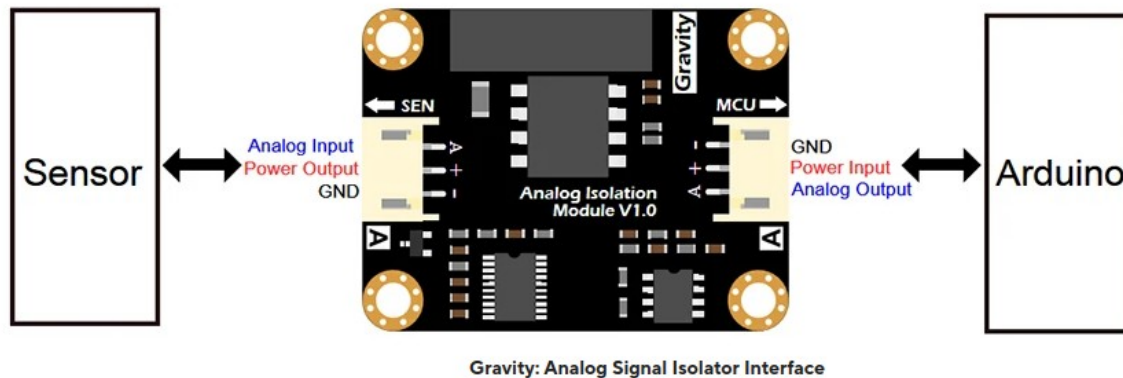 Gravity
SEN
MCU
Sensor
Analog Input
Power Output
GND
A
+
-
-
+
A
GND
Power Input
Analog Output
Arduino
Analog Isolation
Module V1.0
A
A
Gravity: Analog Signal Isolator Interface